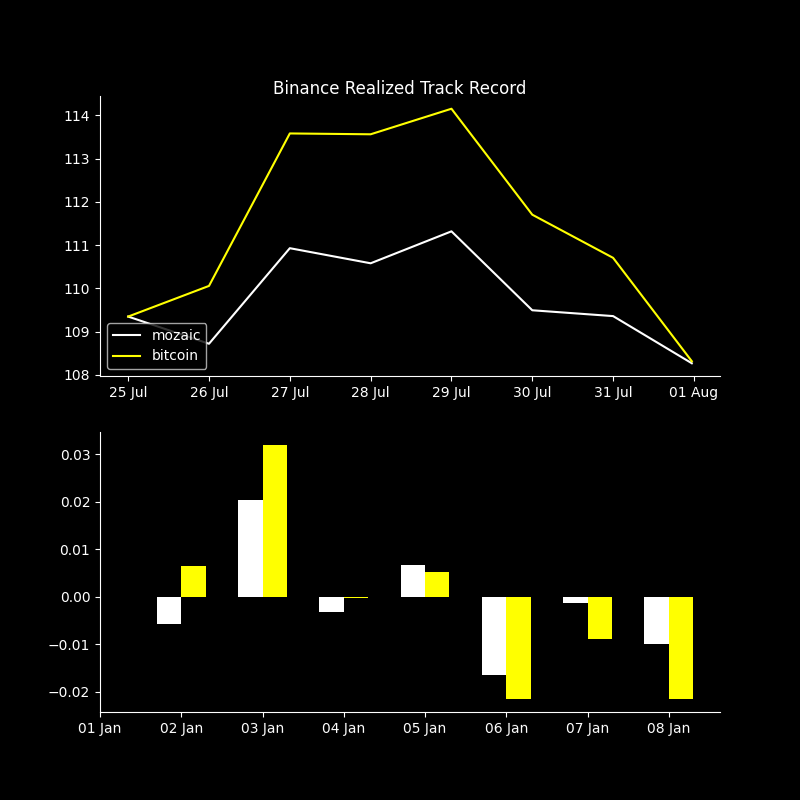 Binance Realized Track Record
114
113
112
111
110
109
108
mozaic
bitcoin
25 Jul 26 Jul 27 Jul 28 Jul 29 Jul 30 Jul 31 Jul 01 Aug
0.03
0.02
0.01
0.00
−0.01
−0.02
01 Jan 02 Jan 03 Jan 04 Jan 05 Jan 06 Jan 07 Jan 08 Jan